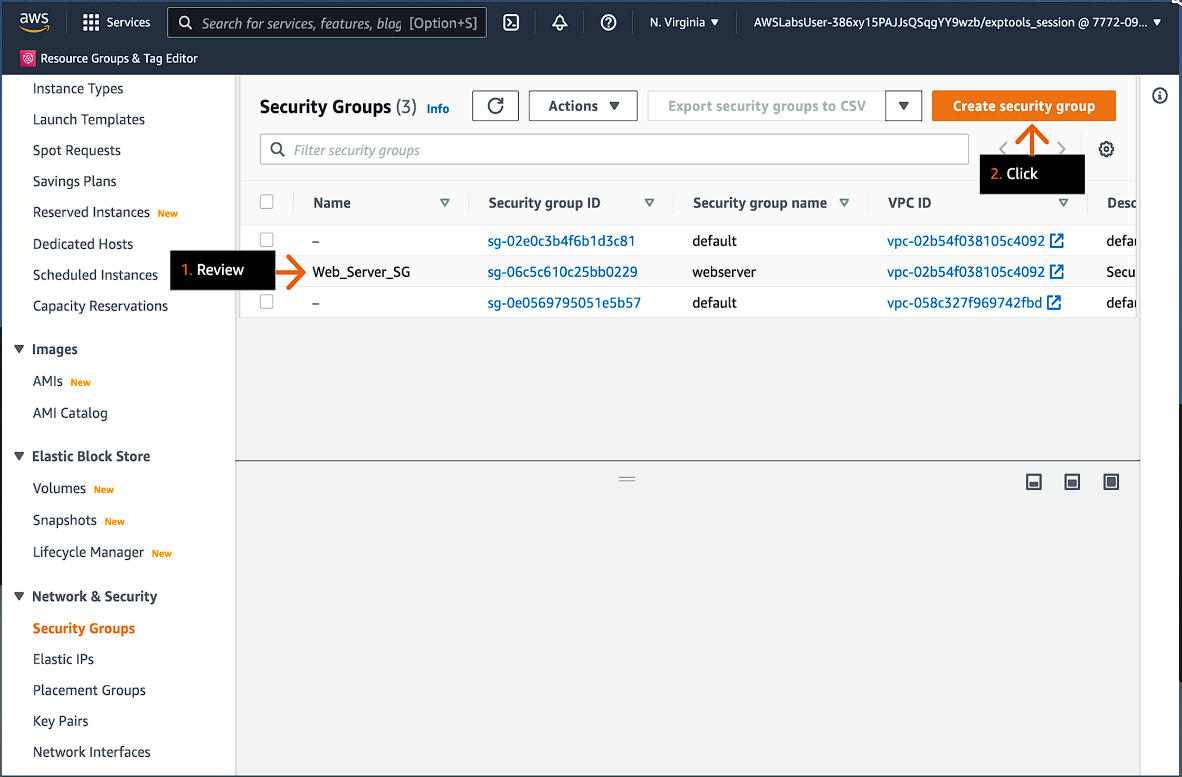 aws Services Search for services, features, blog [Option+S] N. Virginia AWSLabsUser-386xy15PAJJsQSqgYY9wzb/exptools_session @ 7772-09...
Resource Groups & Tag Editor
Instance Types
Launch Templates
Spot Requests
Savings Plans
Reserved Instances New
Dedicated Hosts
Scheduled Instances
Capacity Reservations
Images
AMIs New
AMI Catalog
Elastic Block Store
Volumes New
Snapshots New
Lifecycle Manager New
Network & Security
Security Groups
Elastic IPs
Placement Groups
Key Pairs
Network Interfaces
Security Groups (3) Info Actions Export security groups to CSV Create security group
Filter security groups
2. Click
Name Security group ID Security group name VPC ID Desc
– sg-02e0c3b4f6b1d3c81 default vpc-02b54f038105c4092 defau
1. Review
Web_Server_SG sg-06c5c610c25bb0229 webserver vpc-02b54f038105c4092 Secu
– sg-0e0569795051e5b57 default vpc-058c327f969742fbd defau